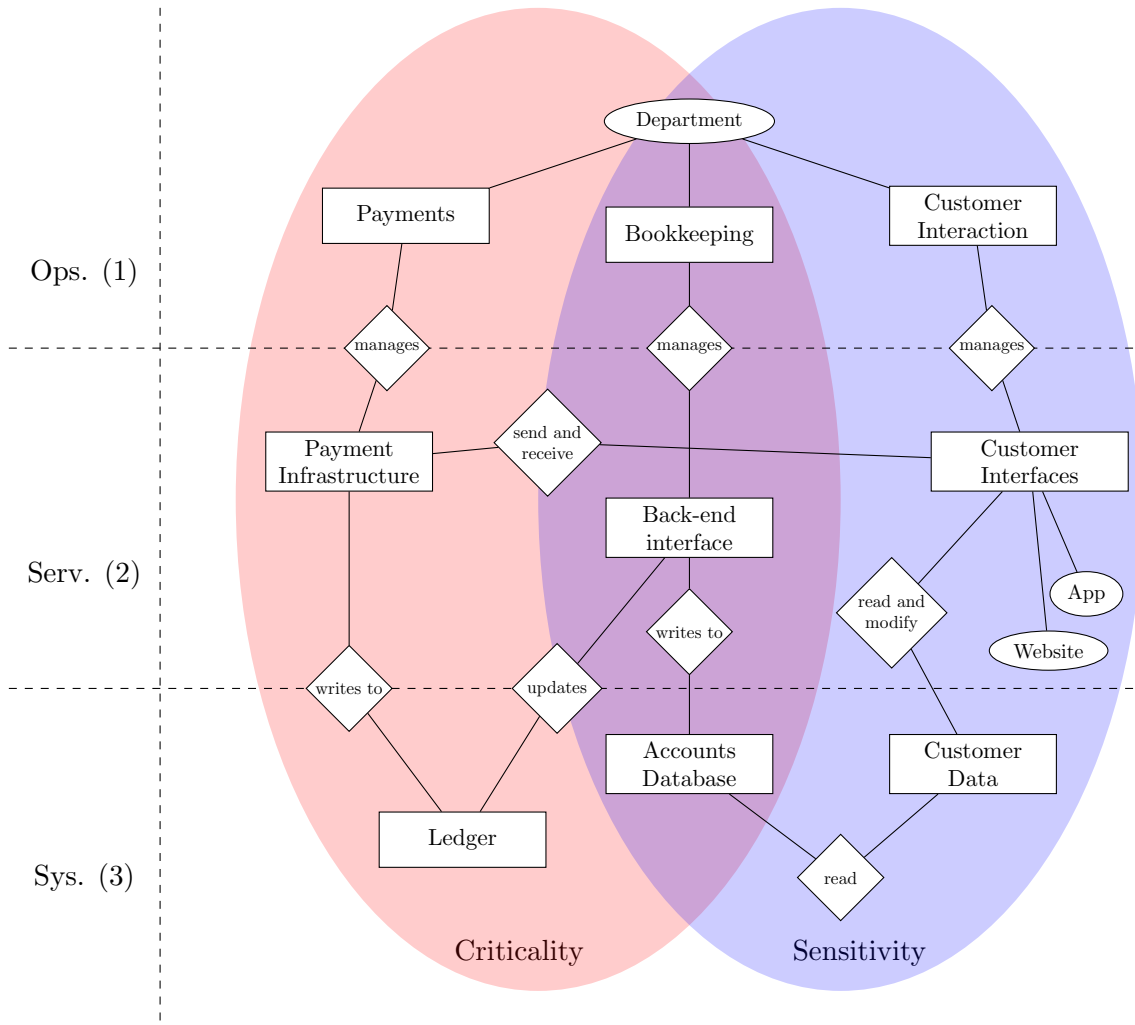 Department
Payments
Bookkeeping
Customer
Interaction
Ops. (1)
manages
manages
manages
send and
receive
Payment
Infrastructure
Customer
Interfaces
Back-end
interface
Serv. (2)
App
read and
modify
writes to
Website
writes to
updates
Accounts
Database
Customer
Data
Ledger
Sys. (3)
read
Criticality
Sensitivity